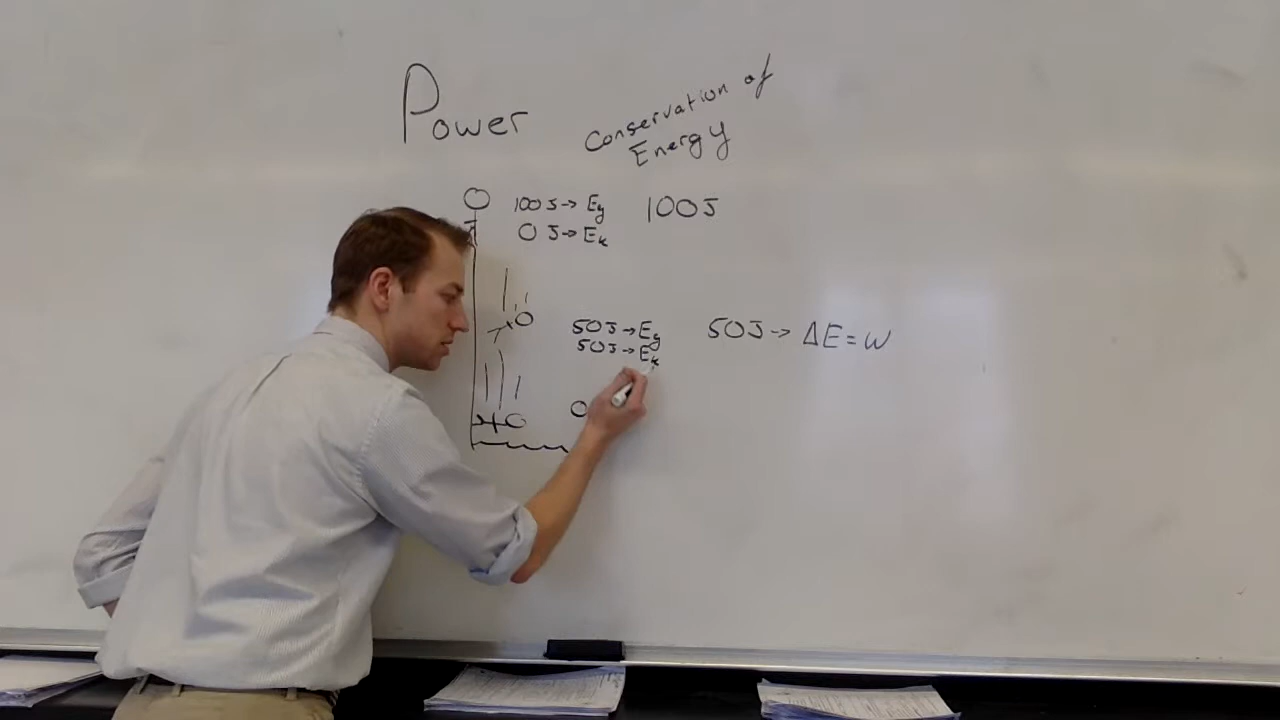 Power
Conservation of
Energy
100J→Eg 100J
0J→Ek
50J→Eg 50J→ΔE=W
50J→Ek
0